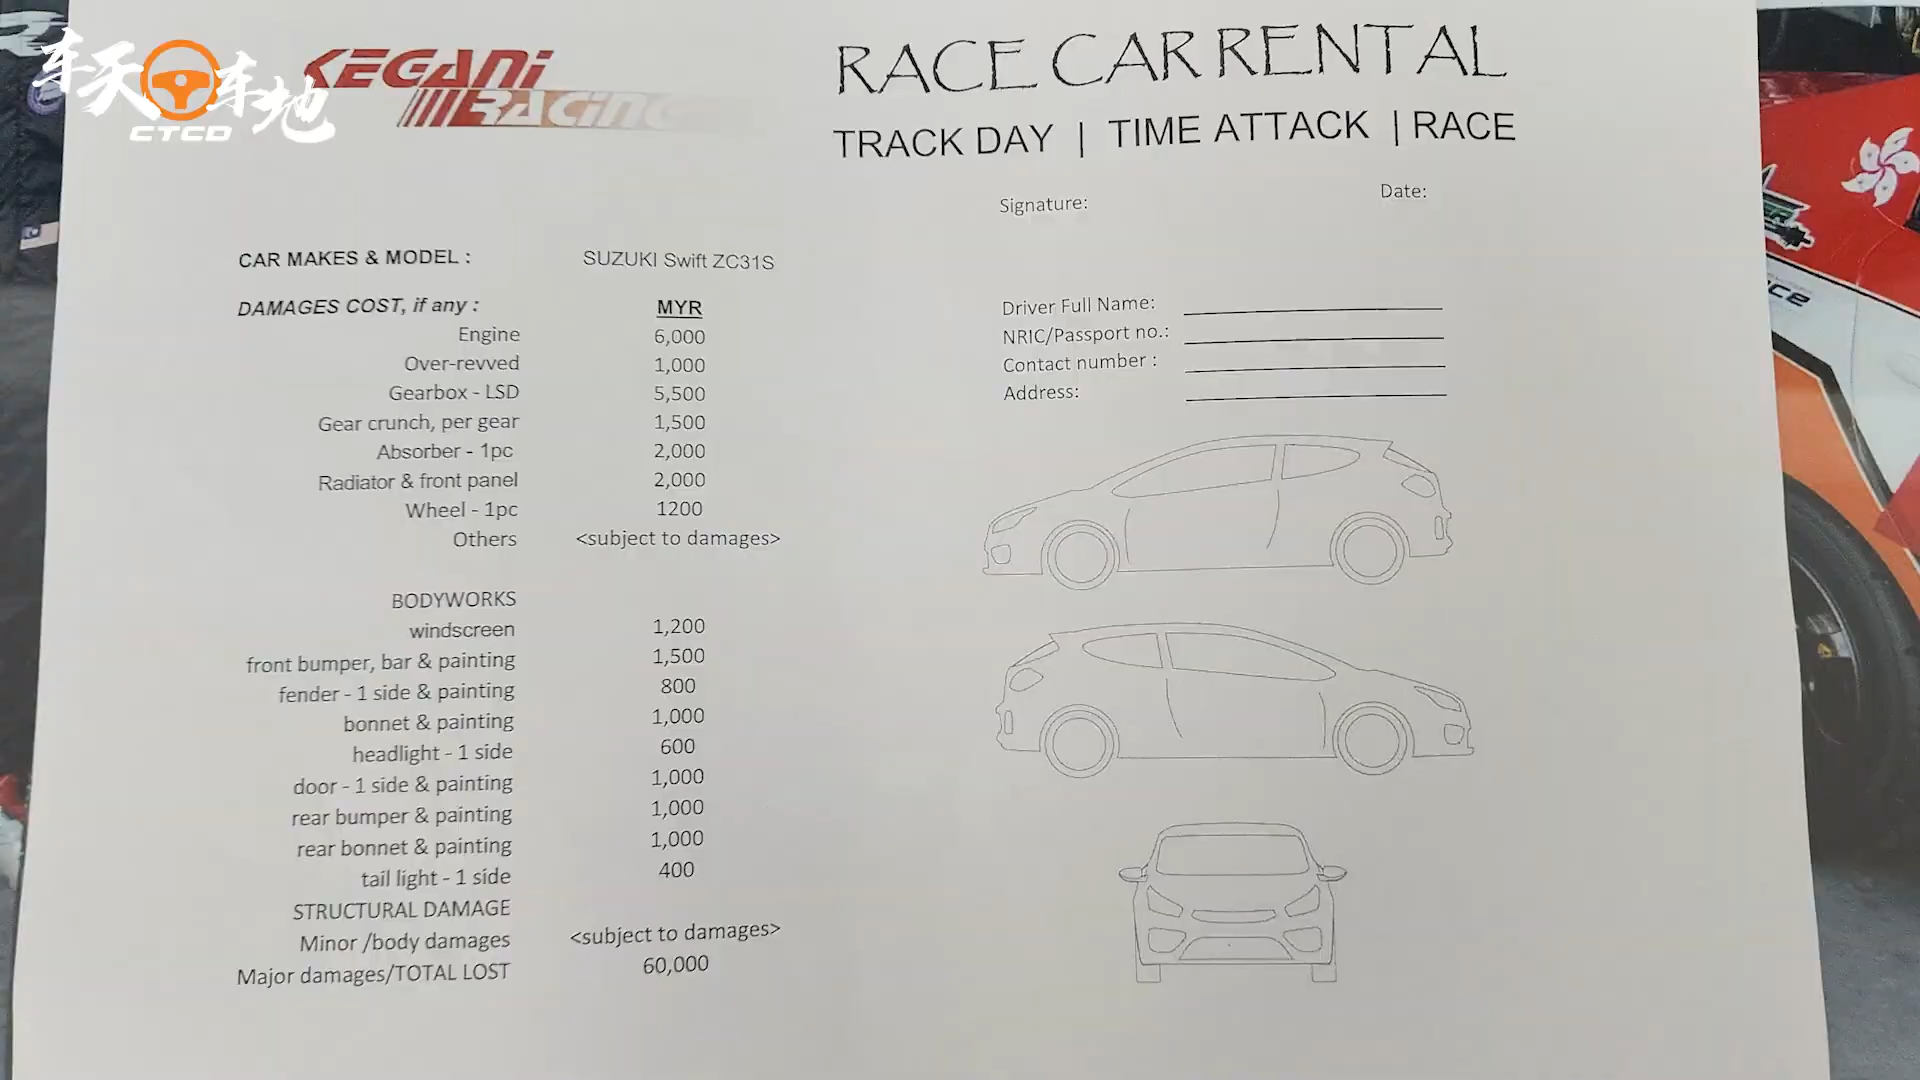 车天车地
CTCD
KEGANi
RACING
RACE CAR RENTAL
TRACK DAY | TIME ATTACK | RACE
Signature:
Date:
CAR MAKES & MODEL : SUZUKI Swift ZC31S
DAMAGES COST, if any : MYR
Engine 6,000
Over-revved 1,000
Gearbox - LSD 5,500
Gear crunch, per gear 1,500
Absorber - 1pc 2,000
Radiator & front panel 2,000
Wheel - 1pc 1200
Others <subject to damages>
BODYWORKS
windscreen 1,200
front bumper, bar & painting 1,500
fender - 1 side & painting 800
bonnet & painting 1,000
headlight - 1 side 600
door - 1 side & painting 1,000
rear bumper & painting 1,000
rear bonnet & painting 1,000
tail light - 1 side 400
STRUCTURAL DAMAGE
Minor /body damages <subject to damages>
Major damages/TOTAL LOST 60,000
Driver Full Name:
NRIC/Passport no.:
Contact number :
Address: